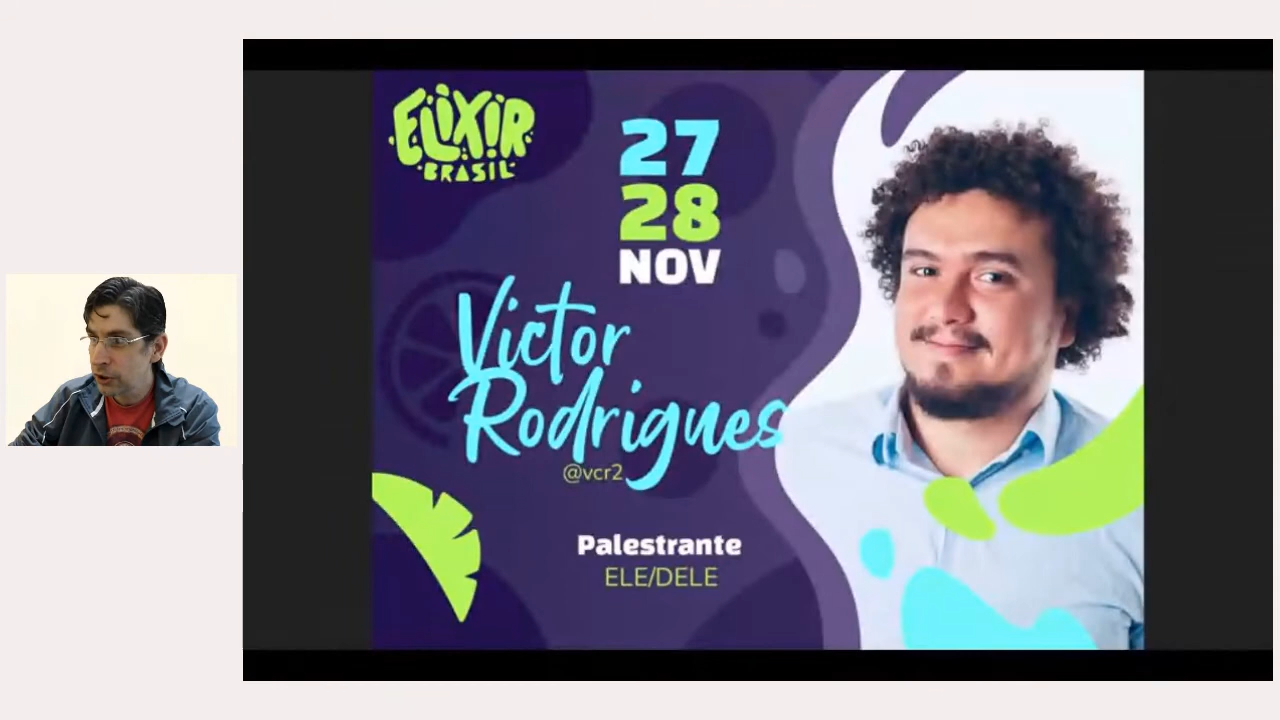 ELIXIR
BRASIL
27
28
NOV
Victor
Rodrigues
@vcr2
Palestrante
ELE/DELE